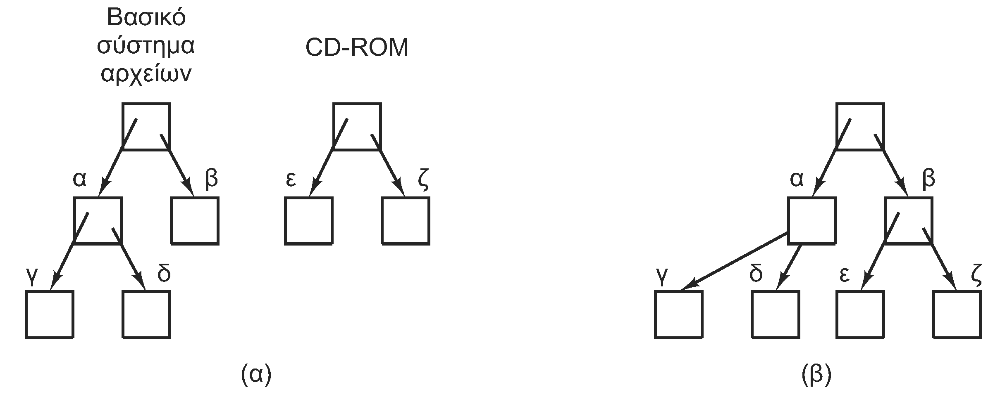 Βασικό
σύστημα
αρχείων
CD-ROM
α
β
ε
ζ
γ
δ
(α)
α
β
γ
δ
ε
ζ
(β)